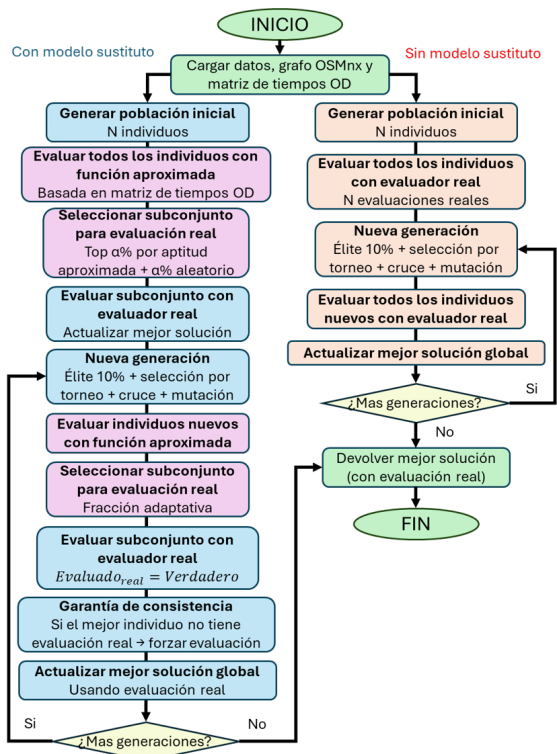 INICIO
Con modelo sustituto
Sin modelo sustituto
Cargar datos, grafo OSMnx y
matriz de tiempos OD
Generar población inicial
N individuos
Evaluar todos los individuos con
función aproximada
Basada en matriz de tiempos OD
Seleccionar subconjunto
para evaluación real
Top α% por aptitud
aproximada + α% aleatorio
Evaluar subconjunto con
evaluador real
Actualizar mejor solución
Nueva generación
Élite 10% + selección por
torneo + cruce + mutación
Evaluar individuos nuevos
con función aproximada
Seleccionar subconjunto
para evaluación real
Fracción adaptativa
Evaluar subconjunto con
evaluador real
Evaluado_real = Verdadero
Garantía de consistencia
Si el mejor individuo no tiene
evaluación real → forzar evaluación
Actualizar mejor solución global
Usando evaluación real
Si
¿Mas generaciones?
No
Generar población inicial
N individuos
Evaluar todos los individuos
con evaluador real
N evaluaciones reales
Nueva generación
Élite 10% + selección por
torneo + cruce + mutación
Evaluar todos los individuos
nuevos con evaluador real
Actualizar mejor solución global
Si
¿Mas generaciones?
No
Devolver mejor solución
(con evaluación real)
FIN